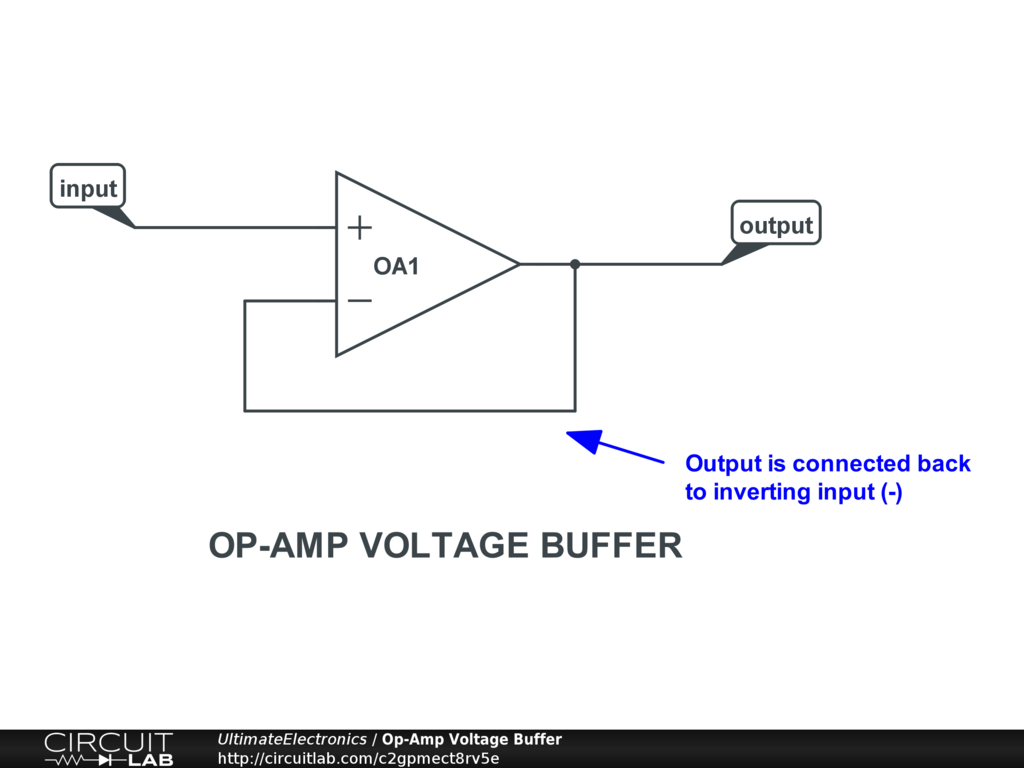 input
output
+
OA1
−
Output is connected back
to inverting input (-)
OP-AMP VOLTAGE BUFFER
CIRCUIT
LAB
UltimateElectronics / Op-Amp Voltage Buffer
http://circuitlab.com/c2gpmect8rv5e